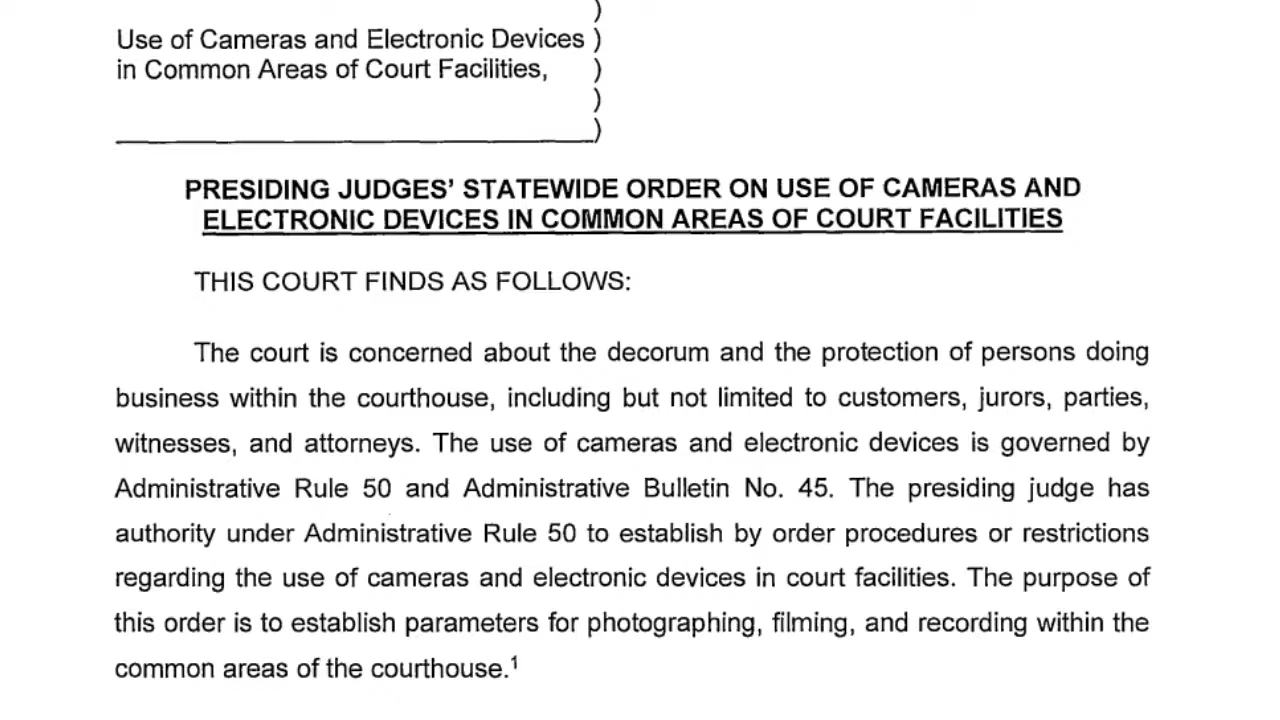 )
Use of Cameras and Electronic Devices )
in Common Areas of Court Facilities, )
)
)
PRESIDING JUDGES’ STATEWIDE ORDER ON USE OF CAMERAS AND
ELECTRONIC DEVICES IN COMMON AREAS OF COURT FACILITIES
THIS COURT FINDS AS FOLLOWS:
The court is concerned about the decorum and the protection of persons doing
business within the courthouse, including but not limited to customers, jurors, parties,
witnesses, and attorneys. The use of cameras and electronic devices is governed by
Administrative Rule 50 and Administrative Bulletin No. 45. The presiding judge has
authority under Administrative Rule 50 to establish by order procedures or restrictions
regarding the use of cameras and electronic devices in court facilities. The purpose of
this order is to establish parameters for photographing, filming, and recording within the
common areas of the courthouse.¹